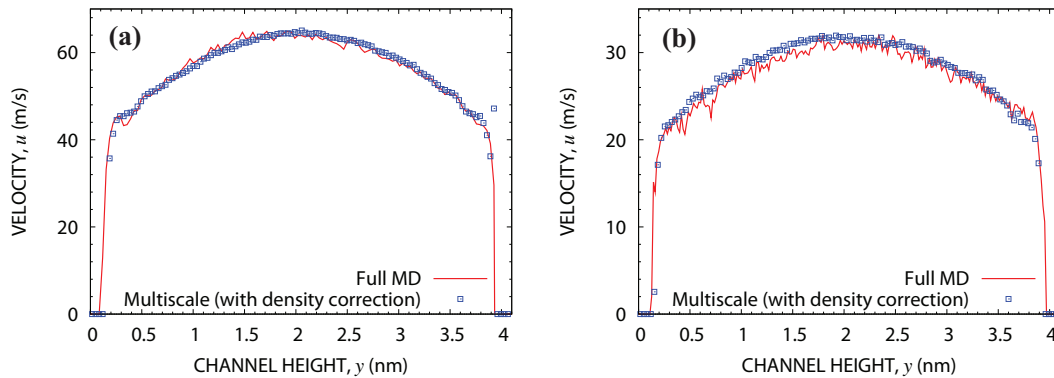 (a)
60
40
20
0
VELOCITY, u (m/s)
Full MD
Multiscale (with density correction)
0 0.5 1 1.5 2 2.5 3 3.5 4
CHANNEL HEIGHT, y (nm)
(b)
30
20
10
0
VELOCITY, u (m/s)
Full MD
Multiscale (with density correction)
0 0.5 1 1.5 2 2.5 3 3.5 4
CHANNEL HEIGHT, y (nm)